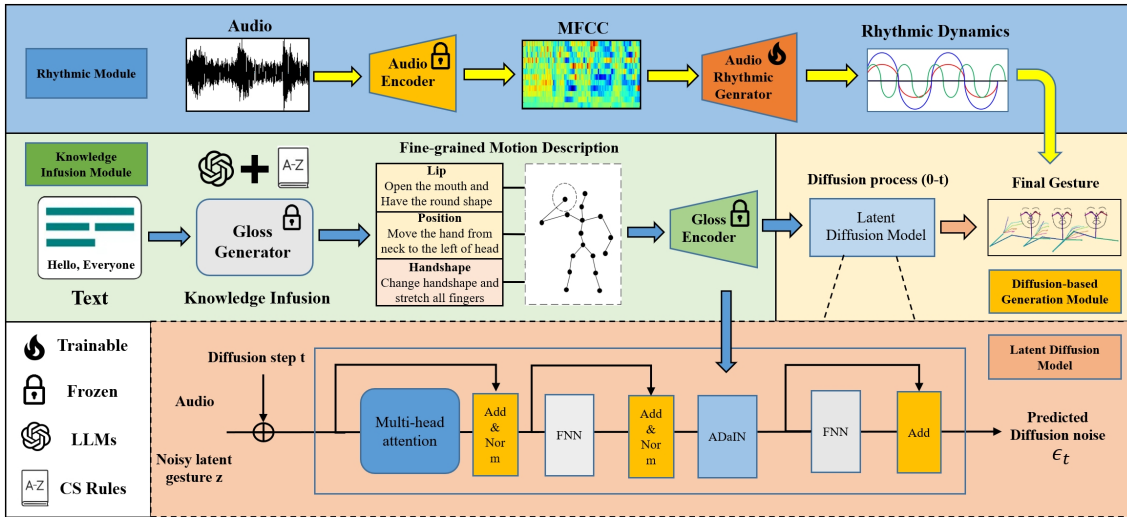 Audio
MFCC
Rhythmic Dynamics
Rhythmic Module
Audio
Encoder
Audio
Rhythmic
Genrator
Knowledge
Infusion Module
A-Z
Hello, Everyone
Text
Gloss
Generator
Knowledge Infusion
Fine-grained Motion Description
Lip
Open the mouth and
Have the round shape
Position
Move the hand from
neck to the left of head
Handshape
Change handshape and
stretch all fingers
Gloss
Encoder
Diffusion process (0-t)
Latent
Diffusion Model
Final Gesture
Diffusion-based
Generation Module
Trainable
Frozen
LLMs
A-Z
CS Rules
Diffusion step t
Audio
Noisy latent
gesture z
Multi-head
attention
Add
&
Nor
m
FNN
Add
&
Nor
m
ADaIN
FNN
Add
Latent Diffusion
Model
Predicted
Diffusion noise
ϵt